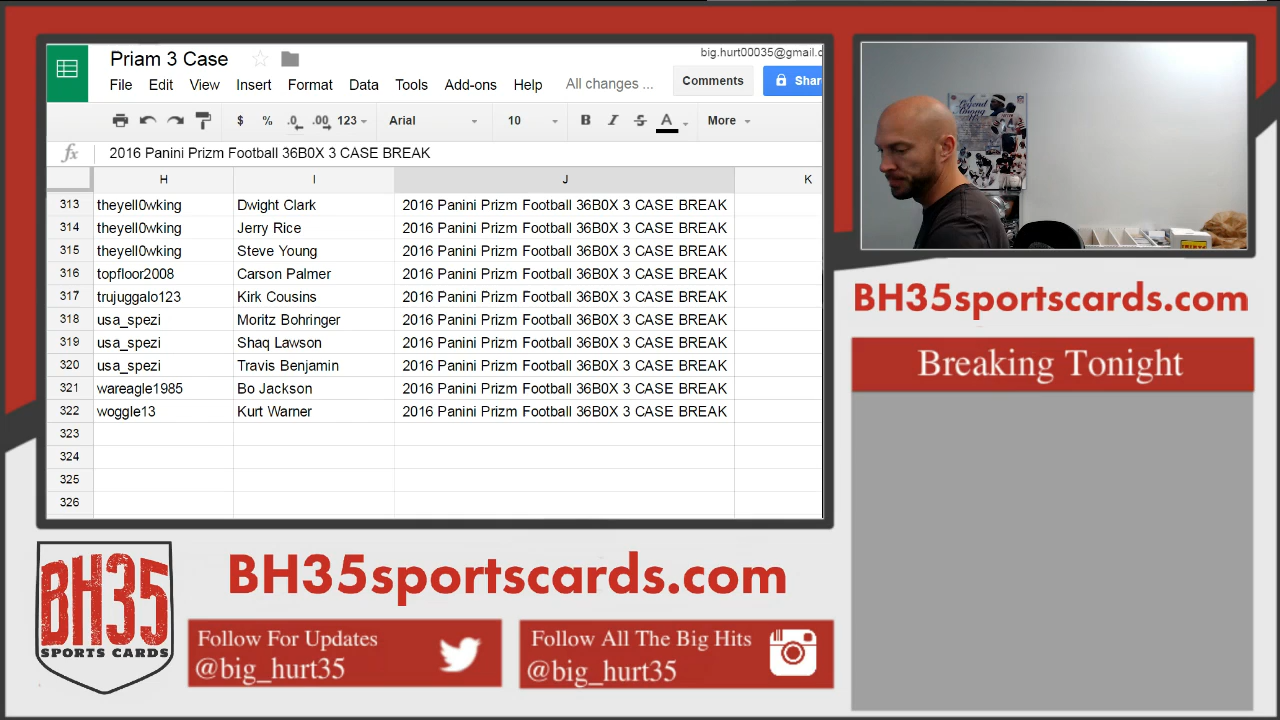 Priam 3 Case
big.hurt00035@gmail.c
File Edit View Insert Format Data Tools Add-ons Help All changes ...
Comments
Shar
$ % .0 .00 123 Arial 10 B I S A More
fx 2016 Panini Prizm Football 36B0X 3 CASE BREAK
H I J K
313 theyell0wking Dwight Clark 2016 Panini Prizm Football 36B0X 3 CASE BREAK
314 theyell0wking Jerry Rice 2016 Panini Prizm Football 36B0X 3 CASE BREAK
315 theyell0wking Steve Young 2016 Panini Prizm Football 36B0X 3 CASE BREAK
316 topfloor2008 Carson Palmer 2016 Panini Prizm Football 36B0X 3 CASE BREAK
317 trujuggalo123 Kirk Cousins 2016 Panini Prizm Football 36B0X 3 CASE BREAK
318 usa_spezi Moritz Bohringer 2016 Panini Prizm Football 36B0X 3 CASE BREAK
319 usa_spezi Shaq Lawson 2016 Panini Prizm Football 36B0X 3 CASE BREAK
320 usa_spezi Travis Benjamin 2016 Panini Prizm Football 36B0X 3 CASE BREAK
321 wareagle1985 Bo Jackson 2016 Panini Prizm Football 36B0X 3 CASE BREAK
322 woggle13 Kurt Warner 2016 Panini Prizm Football 36B0X 3 CASE BREAK
323
324
325
326
BH35sportscards.com
Breaking Tonight
BH35
SPORTS CARDS
BH35sportscards.com
Follow For Updates
@big_hurt35
Follow All The Big Hits
@big_hurt35